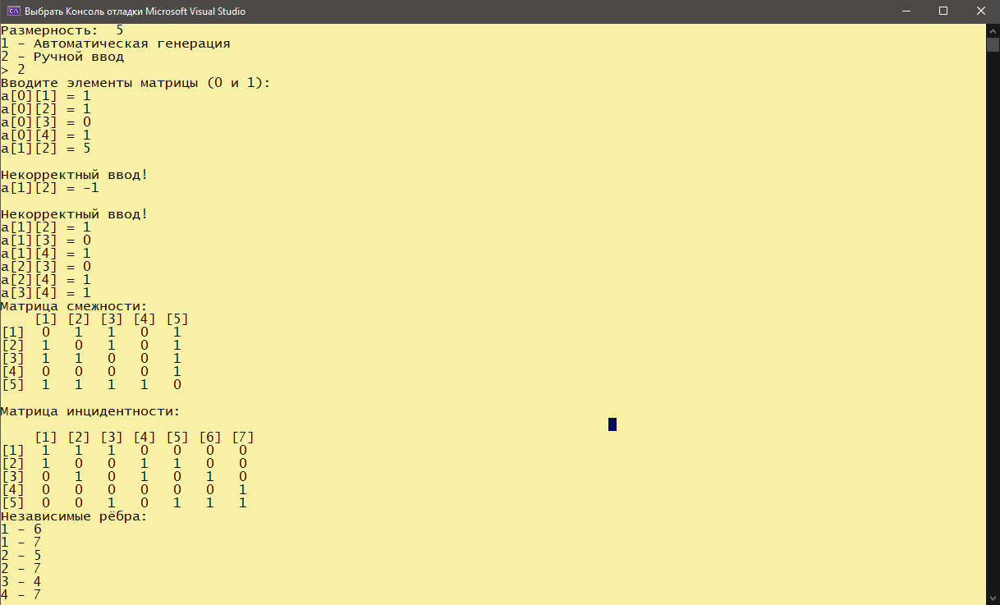 Выбрать Консоль отладки Microsoft Visual Studio
Размерность:  5
1 - Автоматическая генерация
2 - Ручной ввод
> 2
Вводите элементы матрицы (0 и 1):
a[0][1] = 1
a[0][2] = 1
a[0][3] = 0
a[0][4] = 1
a[1][2] = 5
Некорректный ввод!
a[1][2] = -1
Некорректный ввод!
a[1][2] = 1
a[1][3] = 0
a[1][4] = 1
a[2][3] = 0
a[2][4] = 1
a[3][4] = 1
Матрица смежности:
    [1] [2] [3] [4] [5]
[1]  0   1   1   0   1
[2]  1   0   1   0   1
[3]  1   1   0   0   1
[4]  0   0   0   0   1
[5]  1   1   1   1   0
Матрица инцидентности:
    [1] [2] [3] [4] [5] [6] [7]
[1]  1   1   1   0   0   0   0
[2]  1   0   0   1   1   0   0
[3]  0   1   0   1   0   1   0
[4]  0   0   0   0   0   0   1
[5]  0   0   1   0   1   1   1
Независимые рёбра:
1 - 6
1 - 7
2 - 5
2 - 7
3 - 4
4 - 7